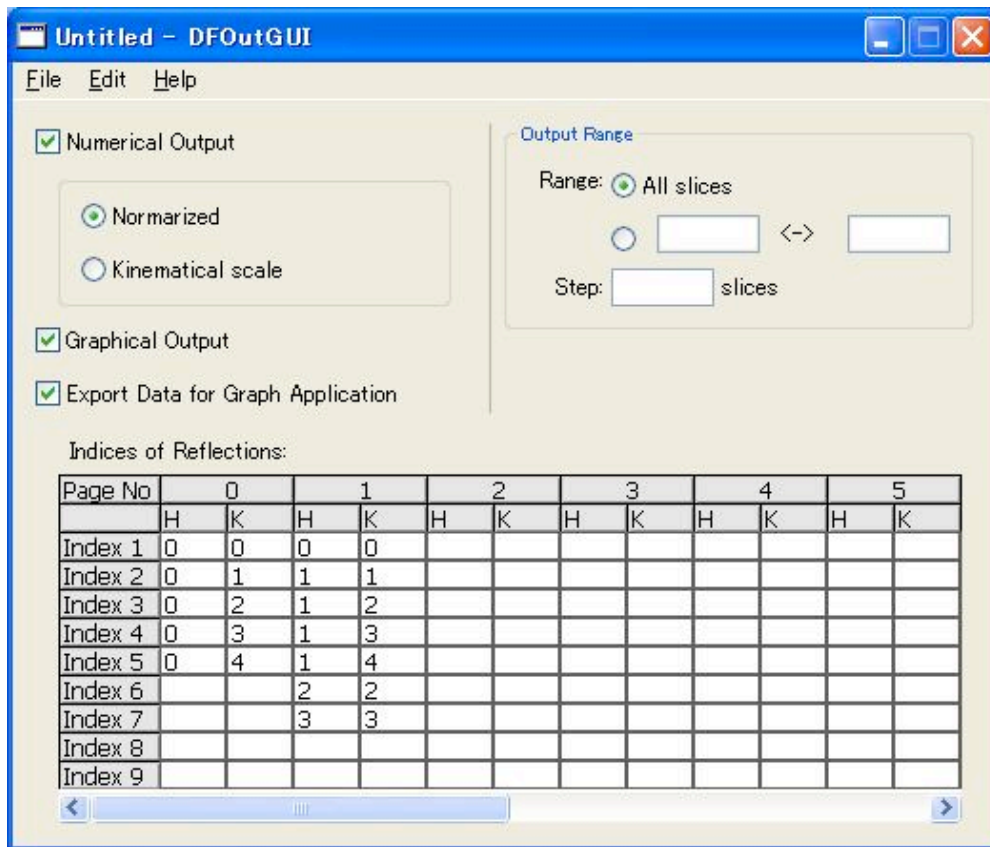 Untitled - DFOutGUI
File Edit Help
Numerical Output
Normarized
Kinematical scale
Graphical Output
Export Data for Graph Application
Output Range
Range: All slices
<->
Step: slices
Indices of Reflections:
Page No 0 1 2 3 4 5
H K H K H K H K H K H K
Index 1 0 0 0 0
Index 2 0 1 1 1
Index 3 0 2 1 2
Index 4 0 3 1 3
Index 5 0 4 1 4
Index 6 2 2
Index 7 3 3
Index 8
Index 9